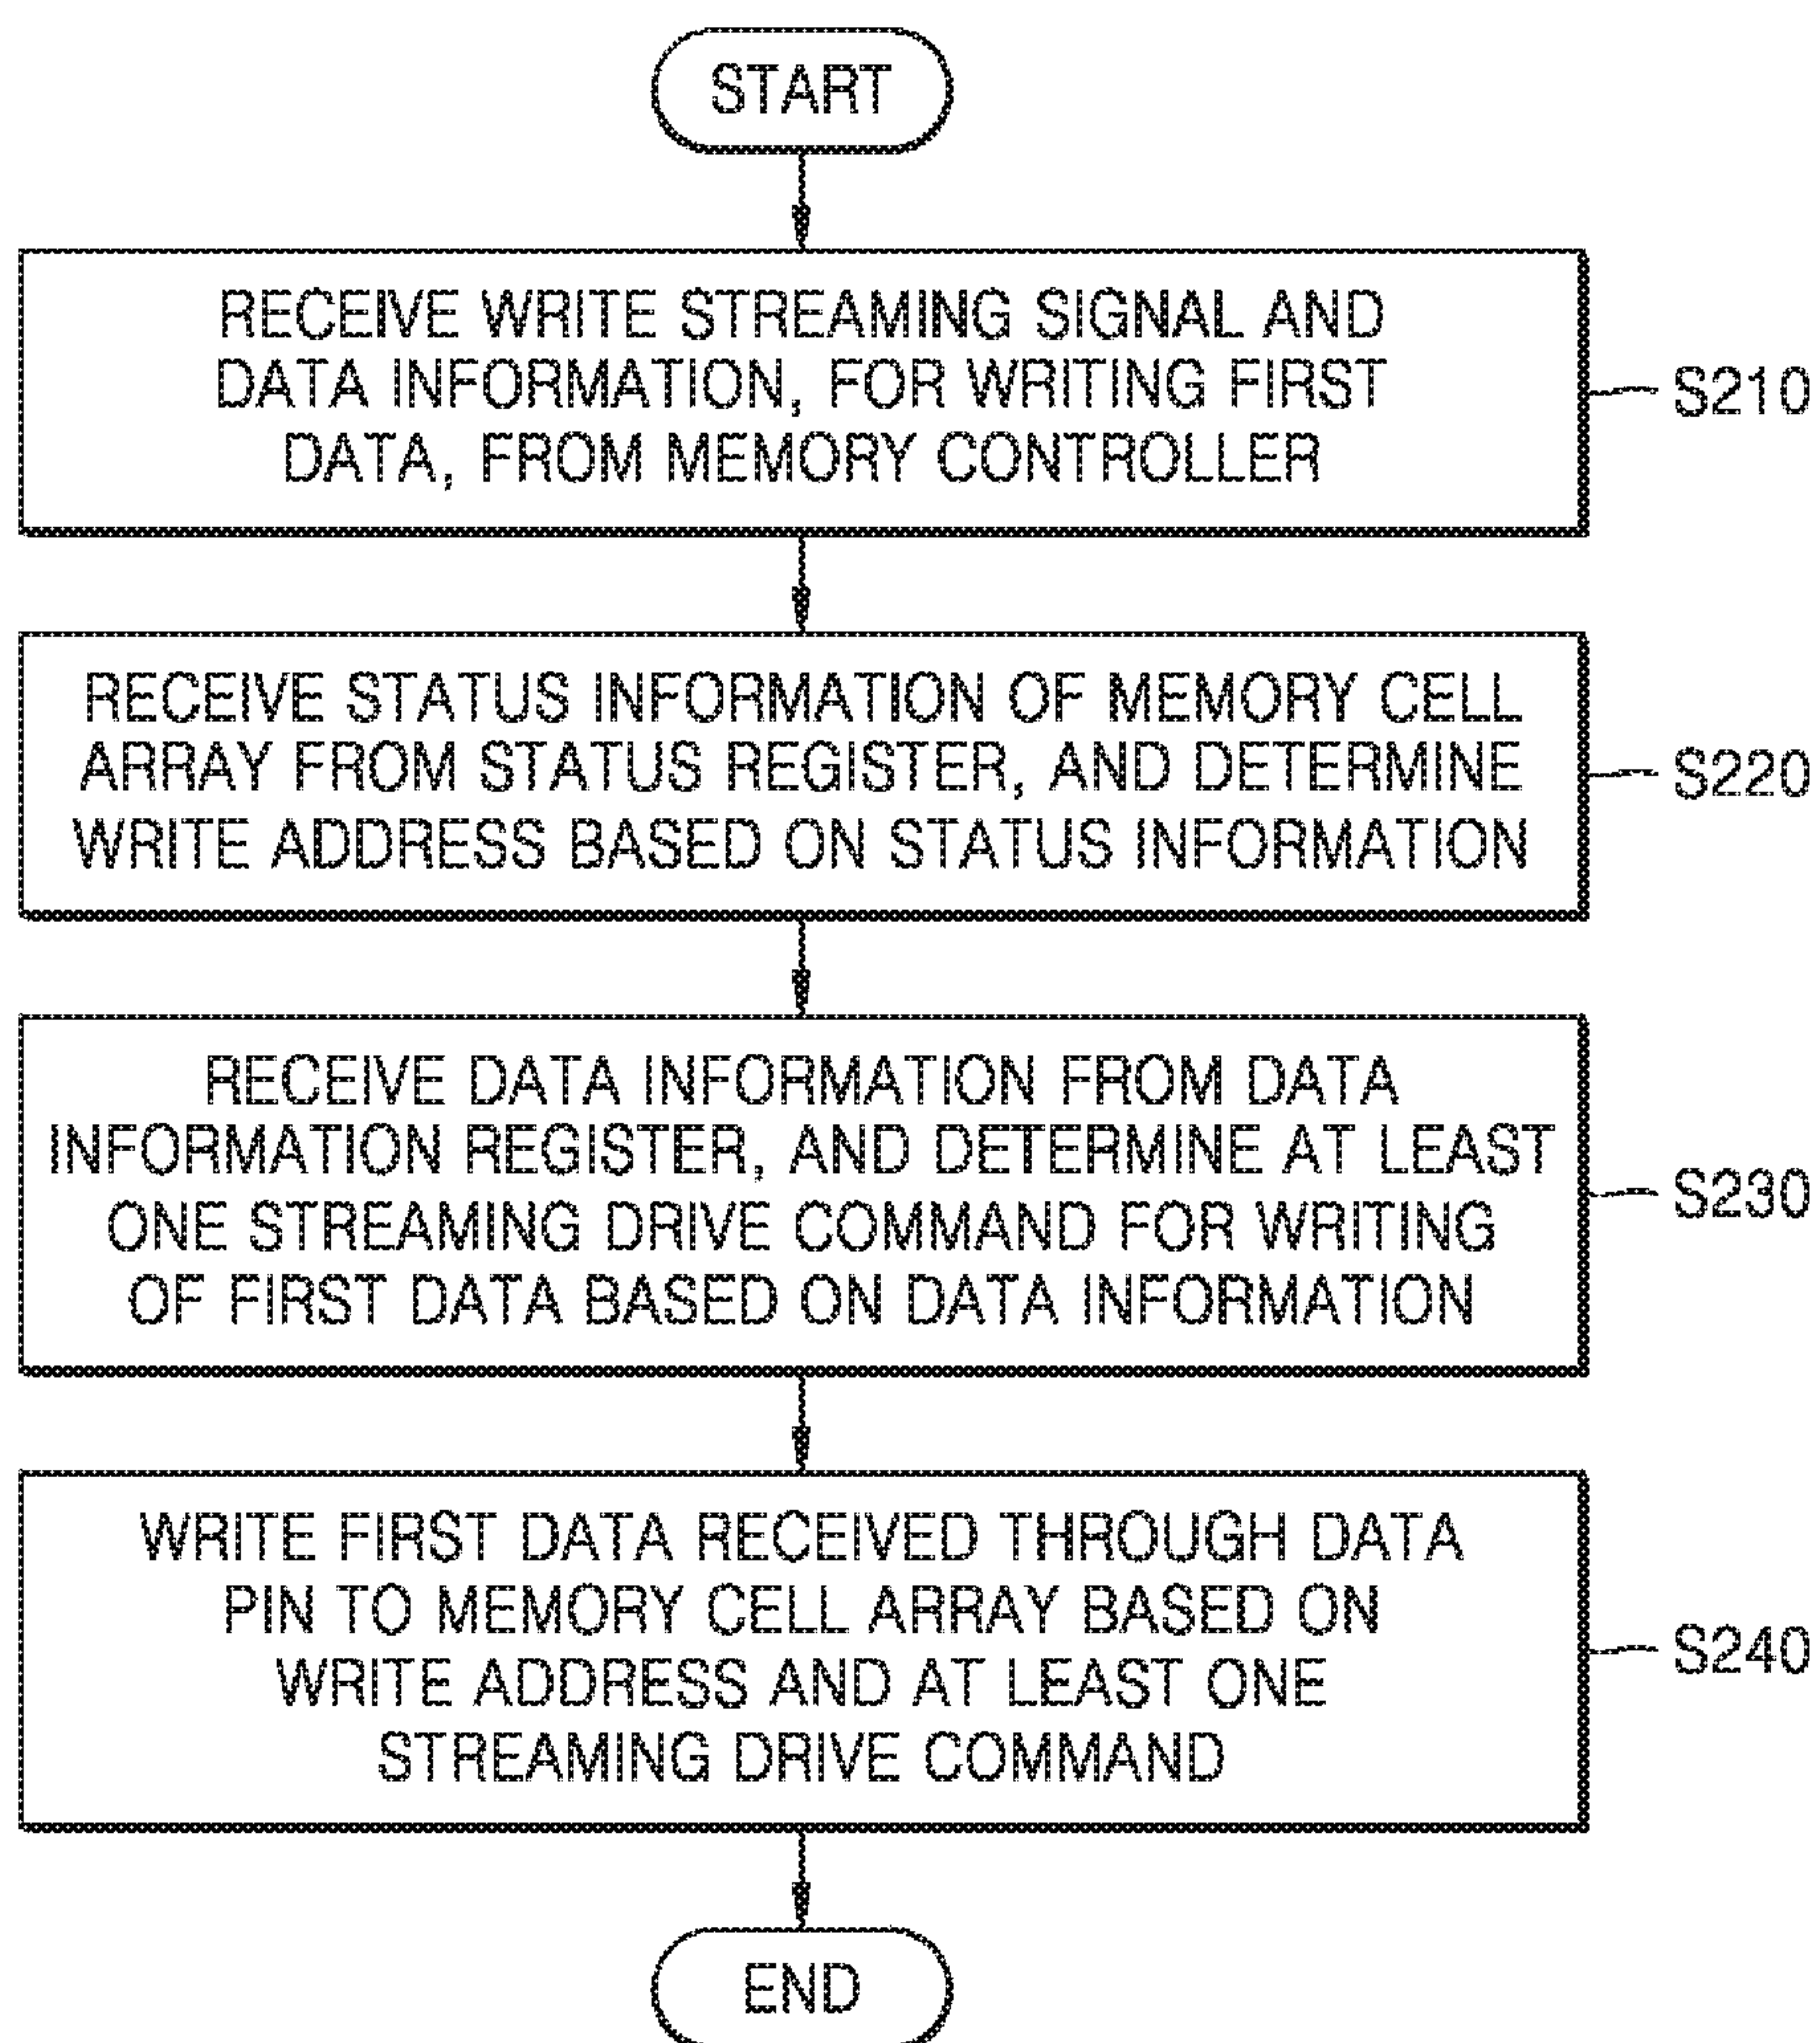 START
RECEIVE WRITE STREAMING SIGNAL AND
DATA INFORMATION, FOR WRITING FIRST
DATA, FROM MEMORY CONTROLLER
S210
RECEIVE STATUS INFORMATION OF MEMORY CELL
ARRAY FROM STATUS REGISTER, AND DETERMINE
WRITE ADDRESS BASED ON STATUS INFORMATION
S220
RECEIVE DATA INFORMATION FROM DATA
INFORMATION REGISTER, AND DETERMINE AT LEAST
ONE STREAMING DRIVE COMMAND FOR WRITING
OF FIRST DATA BASED ON DATA INFORMATION
S230
WRITE FIRST DATA RECEIVED THROUGH DATA
PIN TO MEMORY CELL ARRAY BASED ON
WRITE ADDRESS AND AT LEAST ONE
STREAMING DRIVE COMMAND
S240
END